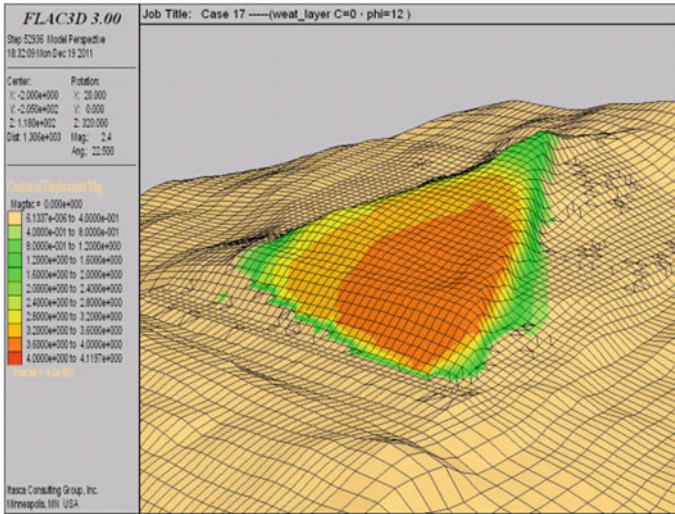 FLAC3D 3.00
Job Title: Case 17 -----(weat_layer C=0 , phi=12 )
Step 52936 Model Perspective
18:32:09 Mon Dec 19 2011
Center: Rotation:
X: -2.000e+000 X: 20.000
Y: -2.050e+002 Y: 0.000
Z: 1.180e+002 Z: 320.000
Dist: 1.306e+003 Mag.: 2.4
Ang.: 22.500
Contour of Displacement Mag.
Magfac = 0.000e+000
6.1337e-006 to 4.0000e-001
4.0000e-001 to 8.0000e-001
8.0000e-001 to 1.2000e+000
1.2000e+000 to 1.6000e+000
1.6000e+000 to 2.0000e+000
2.0000e+000 to 2.4000e+000
2.4000e+000 to 2.8000e+000
2.8000e+000 to 3.2000e+000
3.2000e+000 to 3.6000e+000
3.6000e+000 to 4.0000e+000
4.0000e+000 to 4.1197e+000
Interval = 4.0e-001
Itasca Consulting Group, Inc.
Minneapolis, MN USA